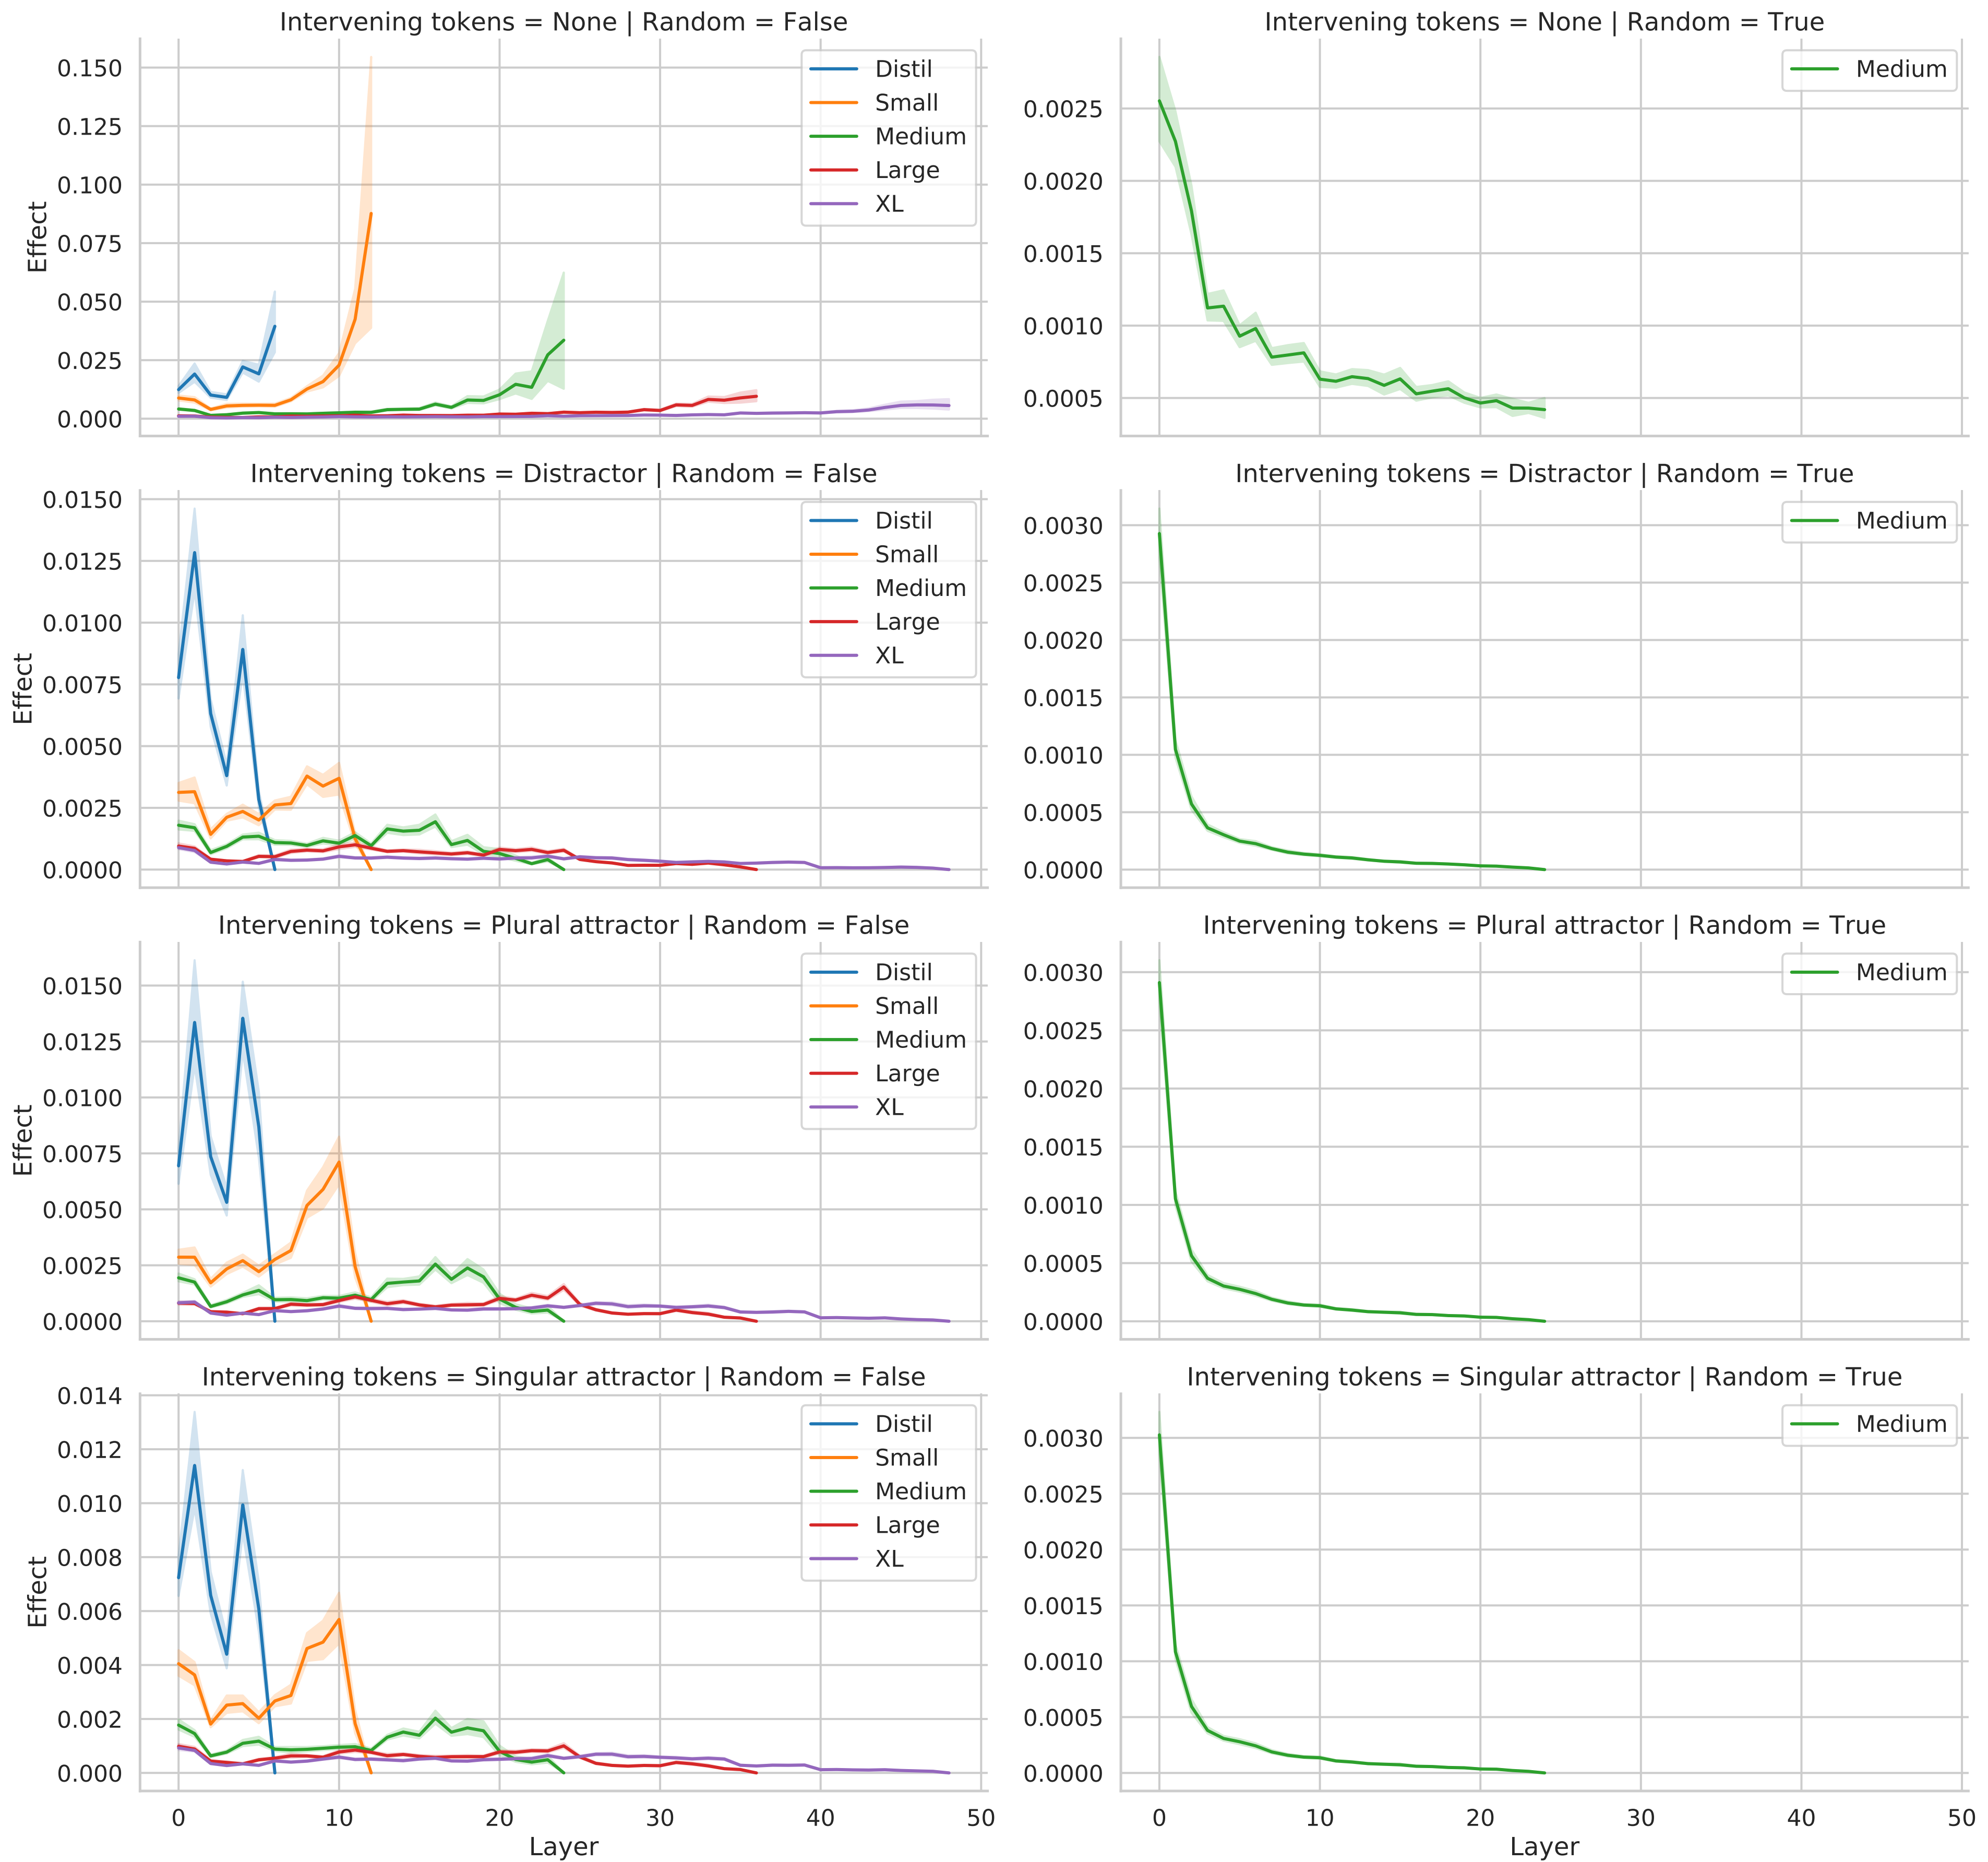 Intervening tokens = None | Random = False
Effect
0.150
0.125
0.100
0.075
0.050
0.025
0.000
Distil
Small
Medium
Large
XL
Intervening tokens = None | Random = True
0.0025
0.0020
0.0015
0.0010
0.0005
Medium
Intervening tokens = Distractor | Random = False
Effect
0.0150
0.0125
0.0100
0.0075
0.0050
0.0025
0.0000
Distil
Small
Medium
Large
XL
Intervening tokens = Distractor | Random = True
0.0030
0.0025
0.0020
0.0015
0.0010
0.0005
0.0000
Medium
Intervening tokens = Plural attractor | Random = False
Effect
0.0150
0.0125
0.0100
0.0075
0.0050
0.0025
0.0000
Distil
Small
Medium
Large
XL
Intervening tokens = Plural attractor | Random = True
0.0030
0.0025
0.0020
0.0015
0.0010
0.0005
0.0000
Medium
Intervening tokens = Singular attractor | Random = False
Effect
0.014
0.012
0.010
0.008
0.006
0.004
0.002
0.000
Distil
Small
Medium
Large
XL
0 10 20 30 40 50
Layer
Intervening tokens = Singular attractor | Random = True
0.0030
0.0025
0.0020
0.0015
0.0010
0.0005
0.0000
Medium
0 10 20 30 40 50
Layer